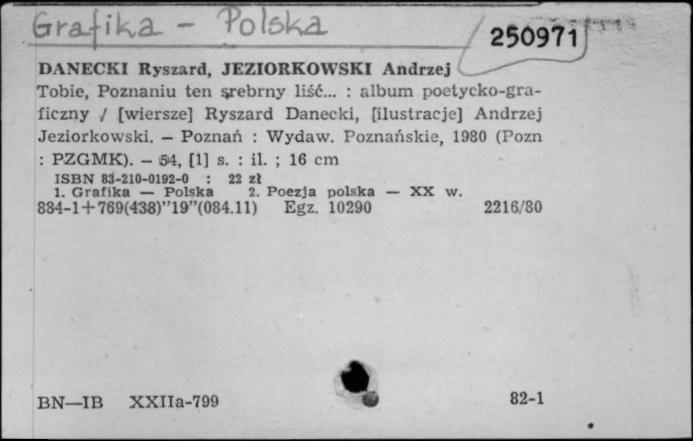 Grafika - Polska
250971
DANECKI Ryszard, JEZIORKOWSKI Andrzej
Tobie, Poznaniu ten srebrny liść... : album poetycko-gra-
ficzny / [wiersze] Ryszard Danecki, [ilustracje] Andrzej
Jeziorkowski. — Poznań : Wydaw. Poznańskie, 1980 (Pozn
: PZGMK). — 54, [1] s. : il. ; 16 cm
ISBN 83-210-0192-0 : 22 zł
1. Grafika — Polska 2. Poezja polska — XX w.
884-1+769(438)"19"(084.11) Egz. 10290 2216/80
BN—IB XXIIa-799 82-1